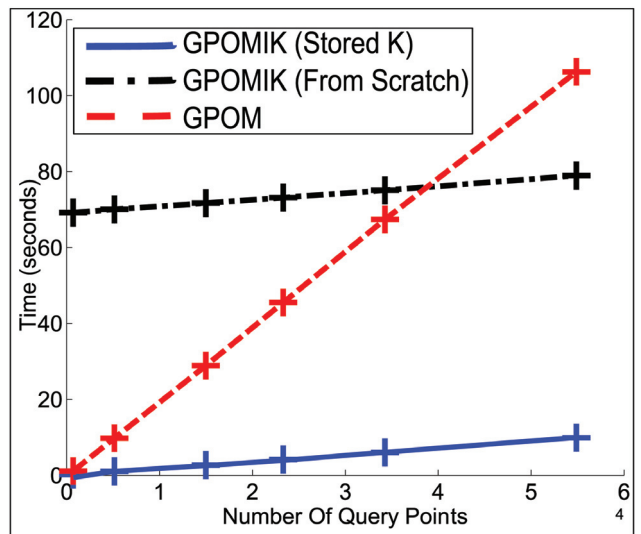 120
100
80
60
40
20
0
Time (seconds)
GPOMIK (Stored K)
GPOMIK (From Scratch)
GPOM
0 1 2 3 4 5 6
Number Of Query Points
4